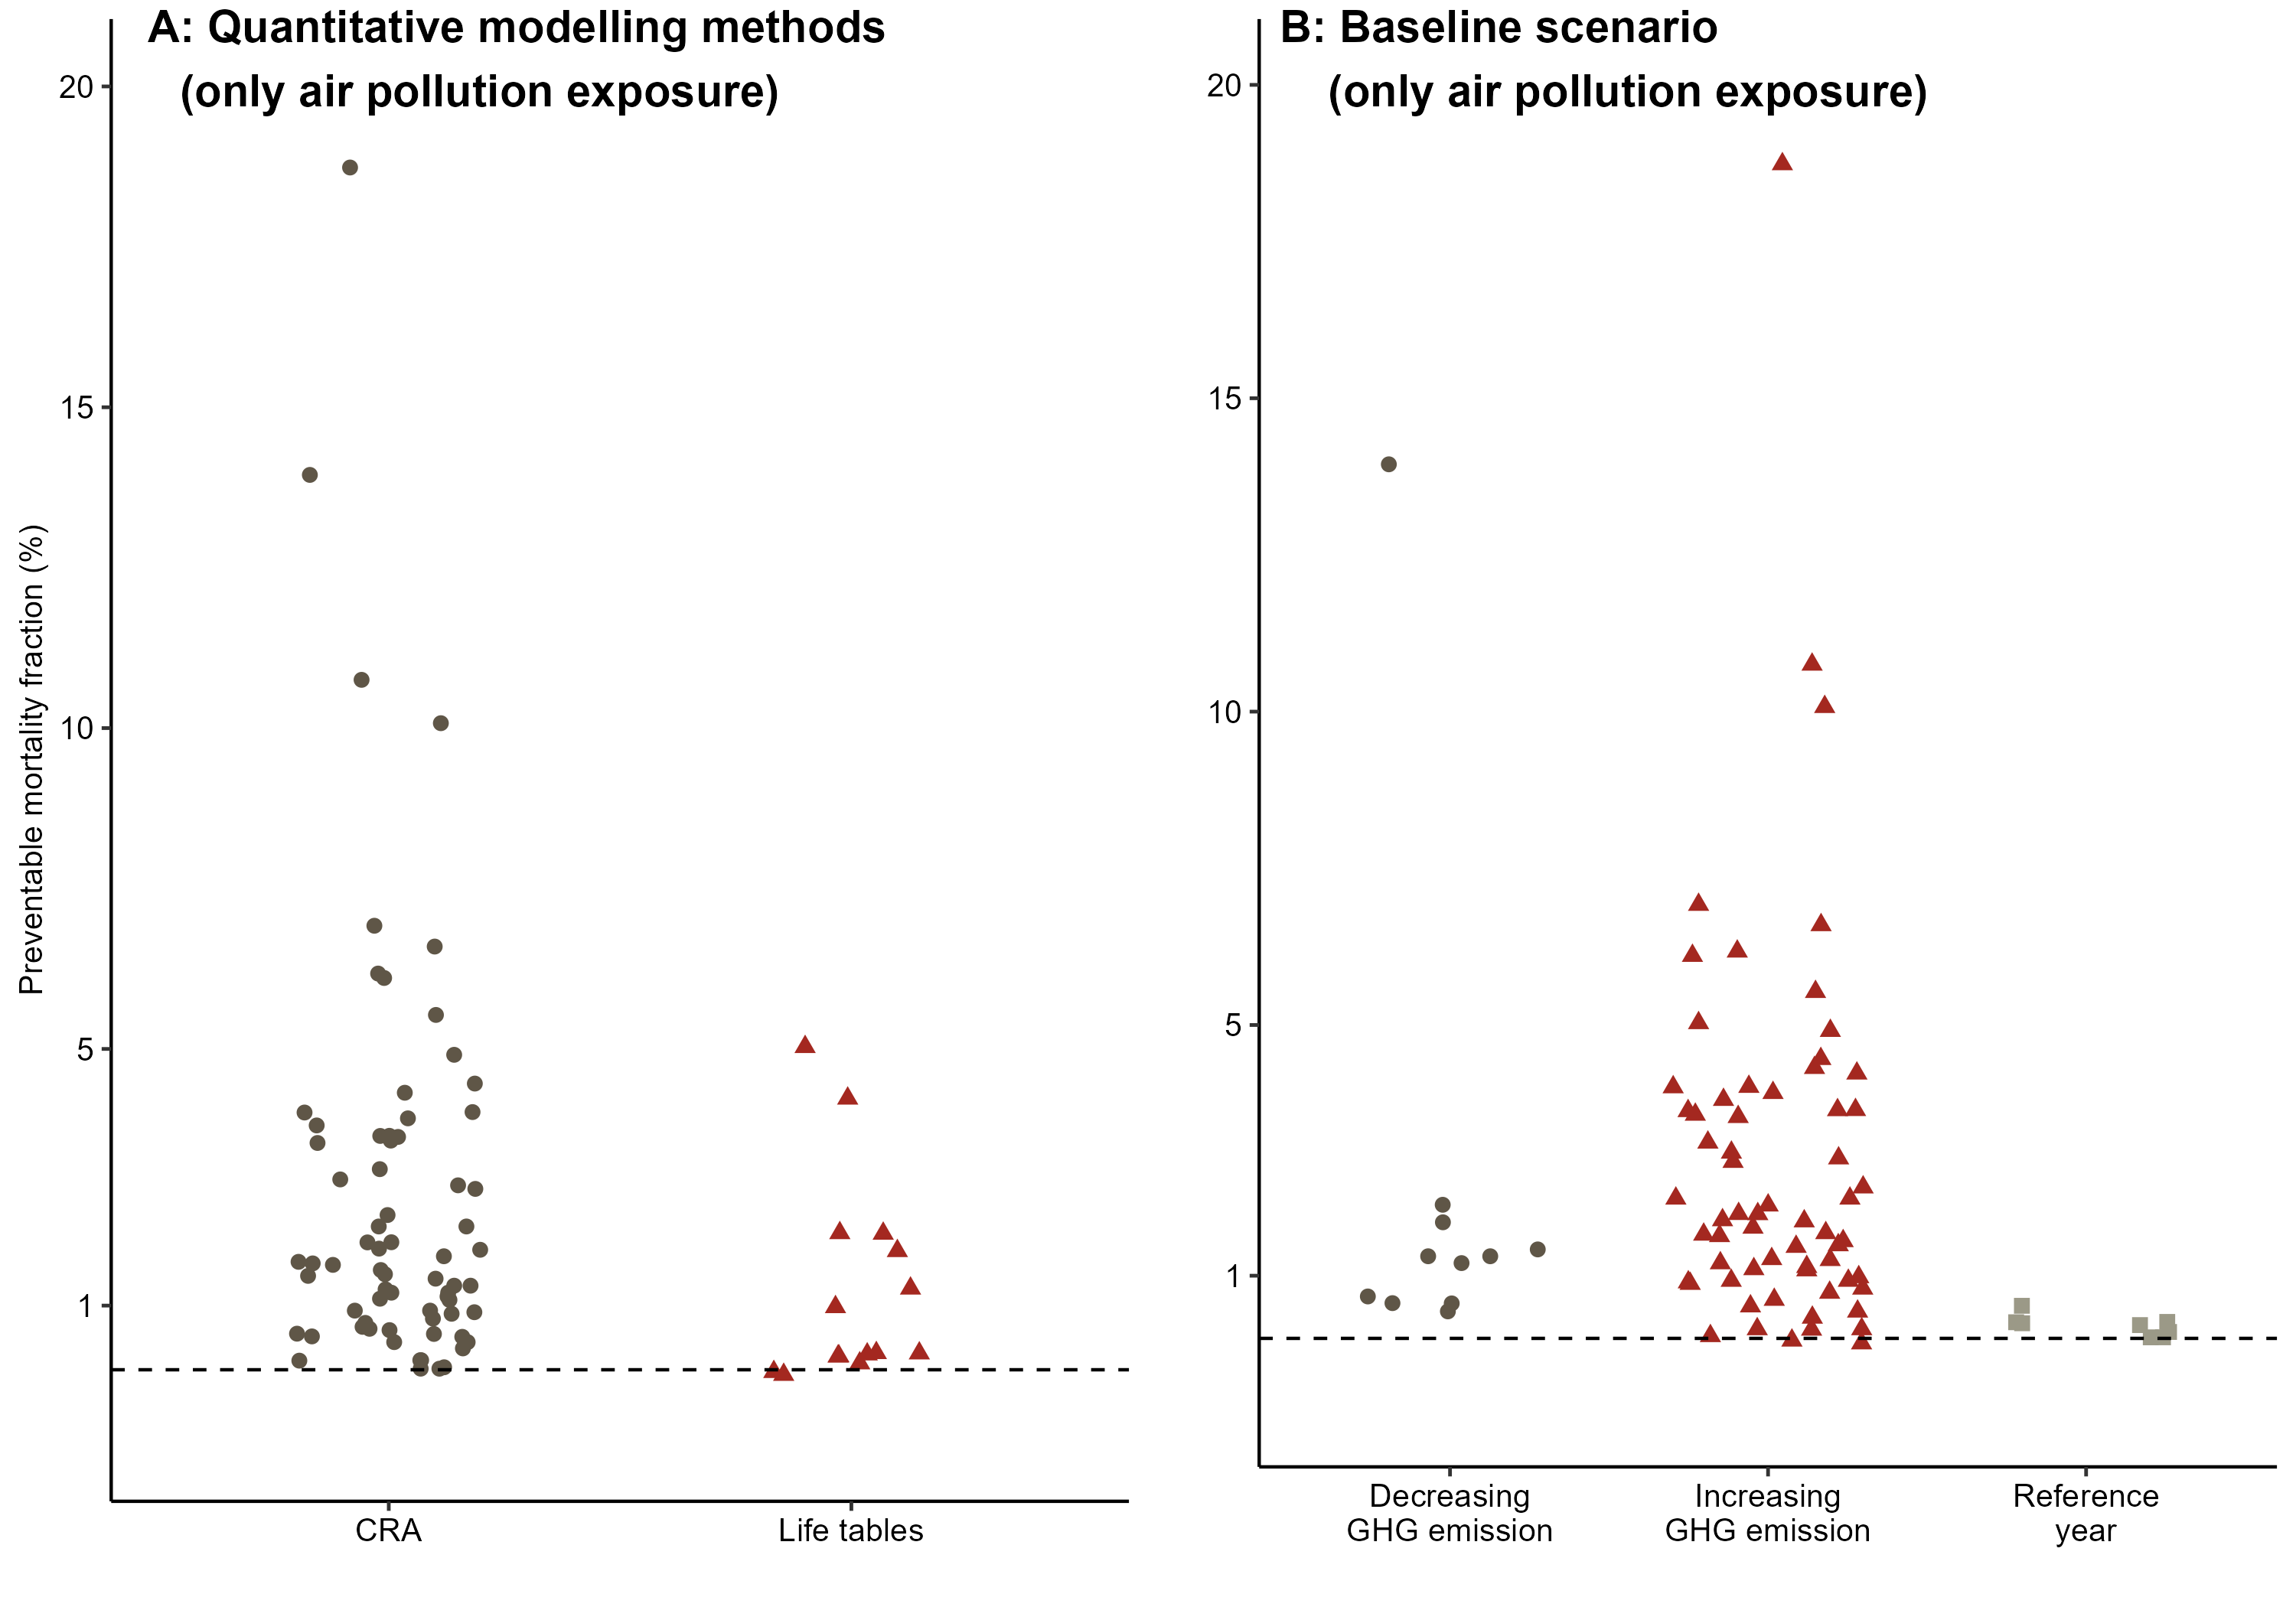 A: Quantitative modelling methods
(only air pollution exposure)
20
15
10
5
1
Preventable mortality fraction (%)
CRA
Life tables
B: Baseline scenario
(only air pollution exposure)
20
15
10
5
1
Decreasing
GHG emission
Increasing
GHG emission
Reference
year